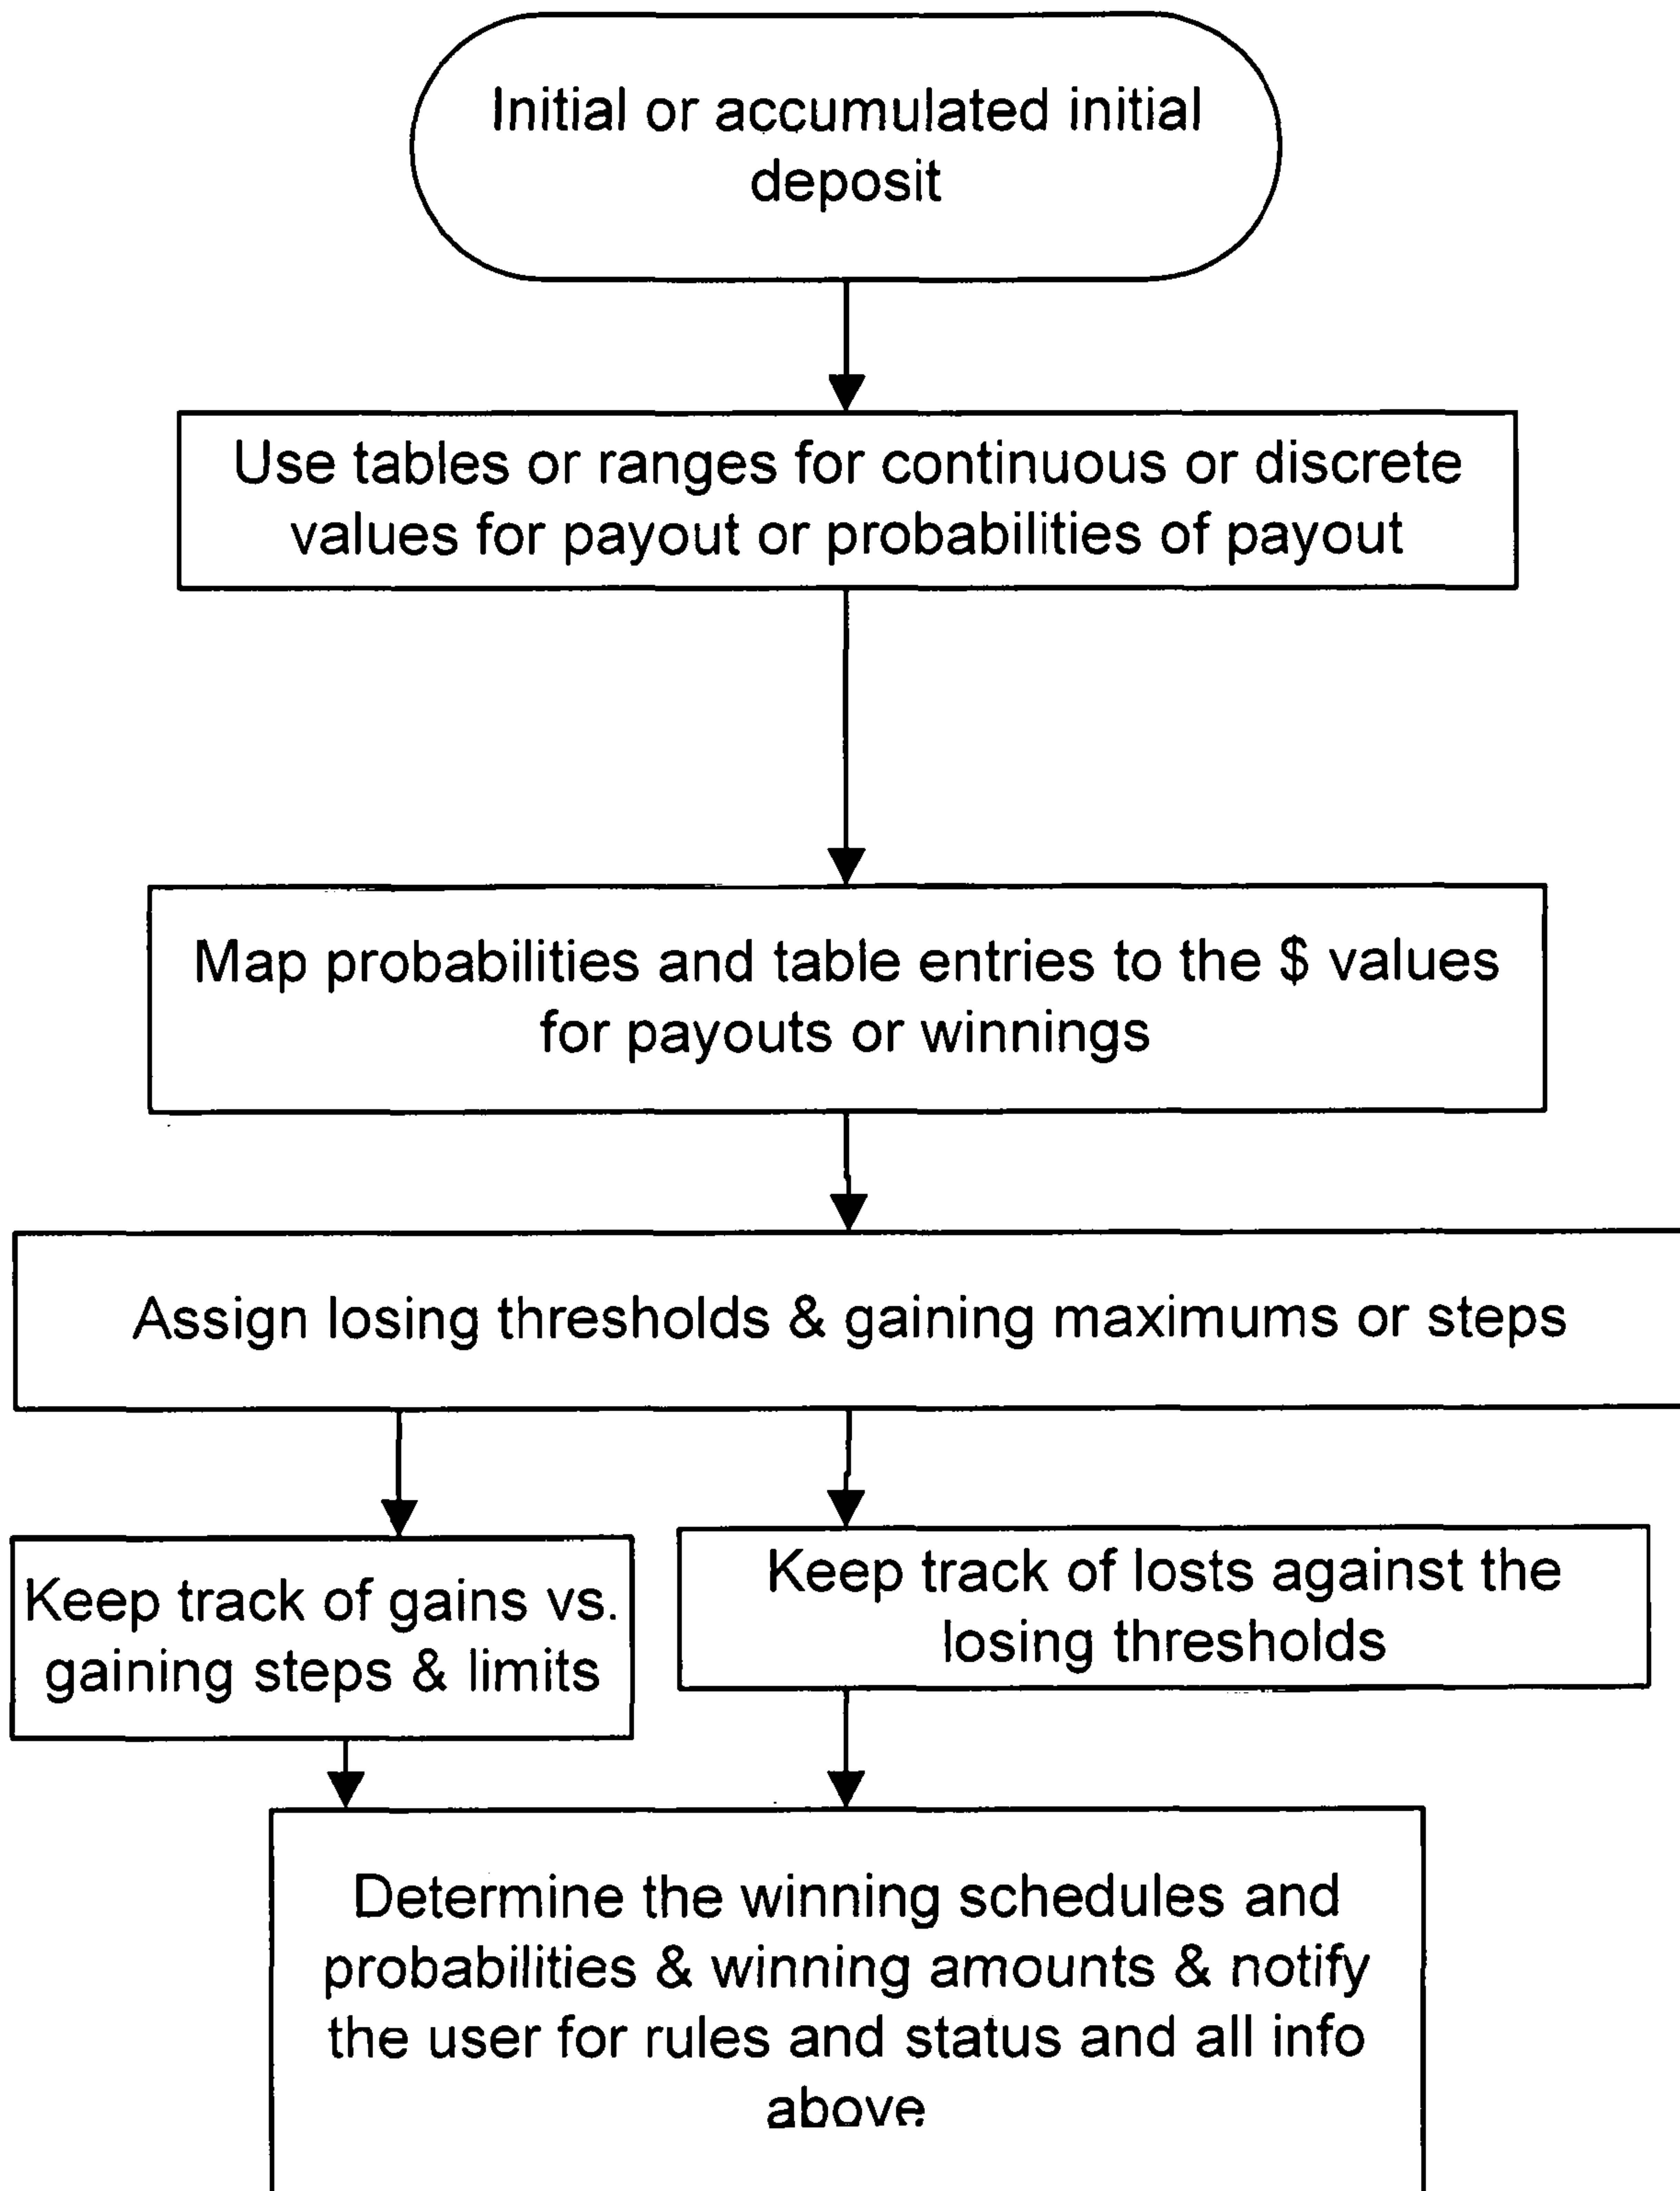 Initial or accumulated initial
deposit
Use tables or ranges for continuous or discrete
values for payout or probabilities of payout
Map probabilities and table entries to the $ values
for payouts or winnings
Assign losing thresholds & gaining maximums or steps
Keep track of gains vs.
gaining steps & limits
Keep track of losts against the
losing thresholds
Determine the winning schedules and
probabilities & winning amounts & notify
the user for rules and status and all info
above